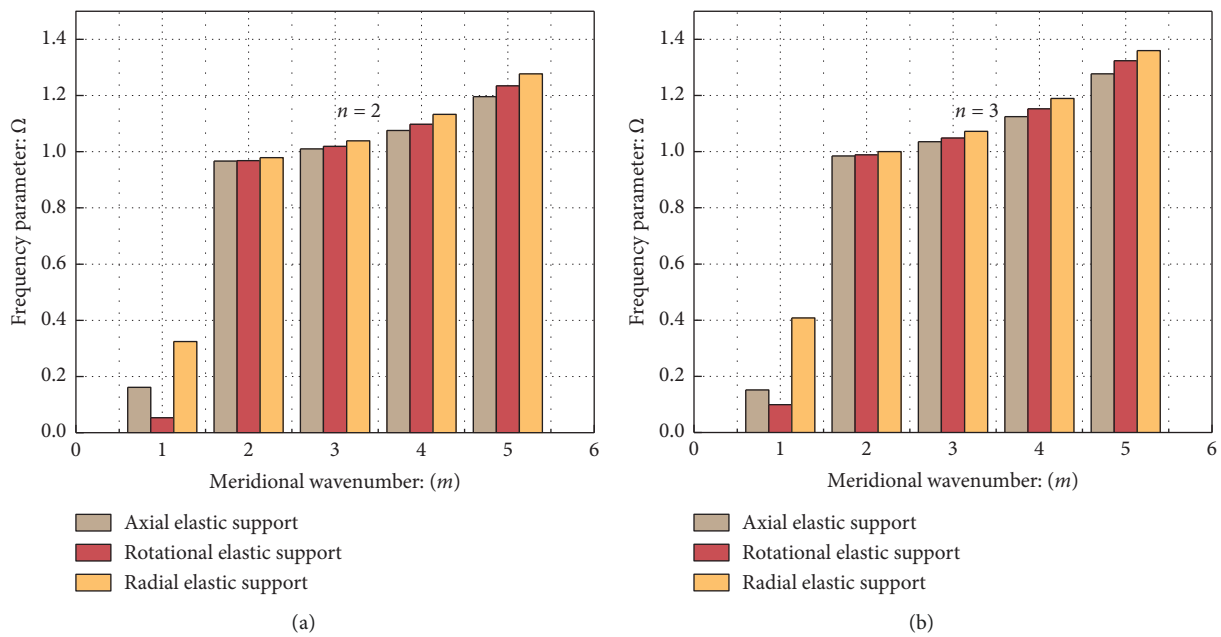 1.4
1.2
1.0
0.8
0.6
0.4
0.2
0.0
Frequency parameter: Ω
n = 2
0 1 2 3 4 5 6
Meridional wavenumber: (m)
Axial elastic support
Rotational elastic support
Radial elastic support
(a)
1.4
1.2
1.0
0.8
0.6
0.4
0.2
0.0
Frequency parameter: Ω
n = 3
0 1 2 3 4 5 6
Meridional wavenumber: (m)
Axial elastic support
Rotational elastic support
Radial elastic support
(b)